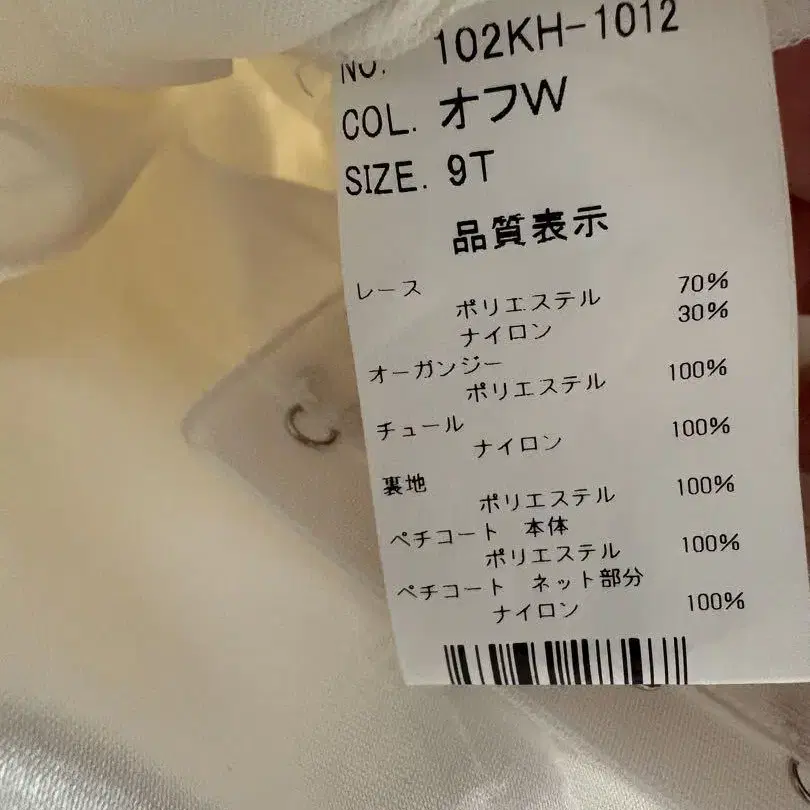 NO. 102KH-1012
COL. オフW
SIZE. 9T
品質表示
レース
ポリエステル 70%
ナイロン 30%
オーガンジー
ポリエステル 100%
チュール
ナイロン 100%
裏地
ポリエステル 100%
ペチコート 本体
ポリエステル 100%
ペチコート ネット部分
ナイロン 100%